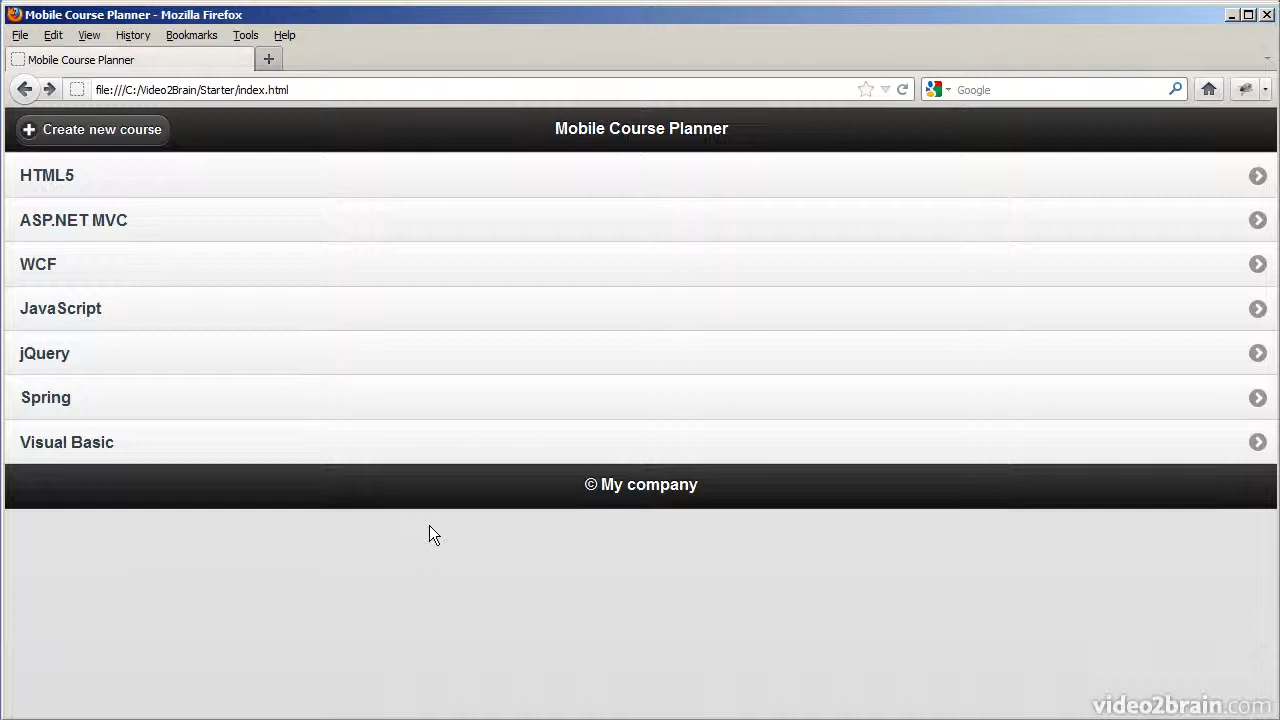 Mobile Course Planner - Mozilla Firefox
File Edit View History Bookmarks Tools Help
Mobile Course Planner
file:///C:/Video2Brain/Starter/index.html
Google
Create new course
Mobile Course Planner
HTML5
ASP.NET MVC
WCF
JavaScript
jQuery
Spring
Visual Basic
© My company
video2brain.com